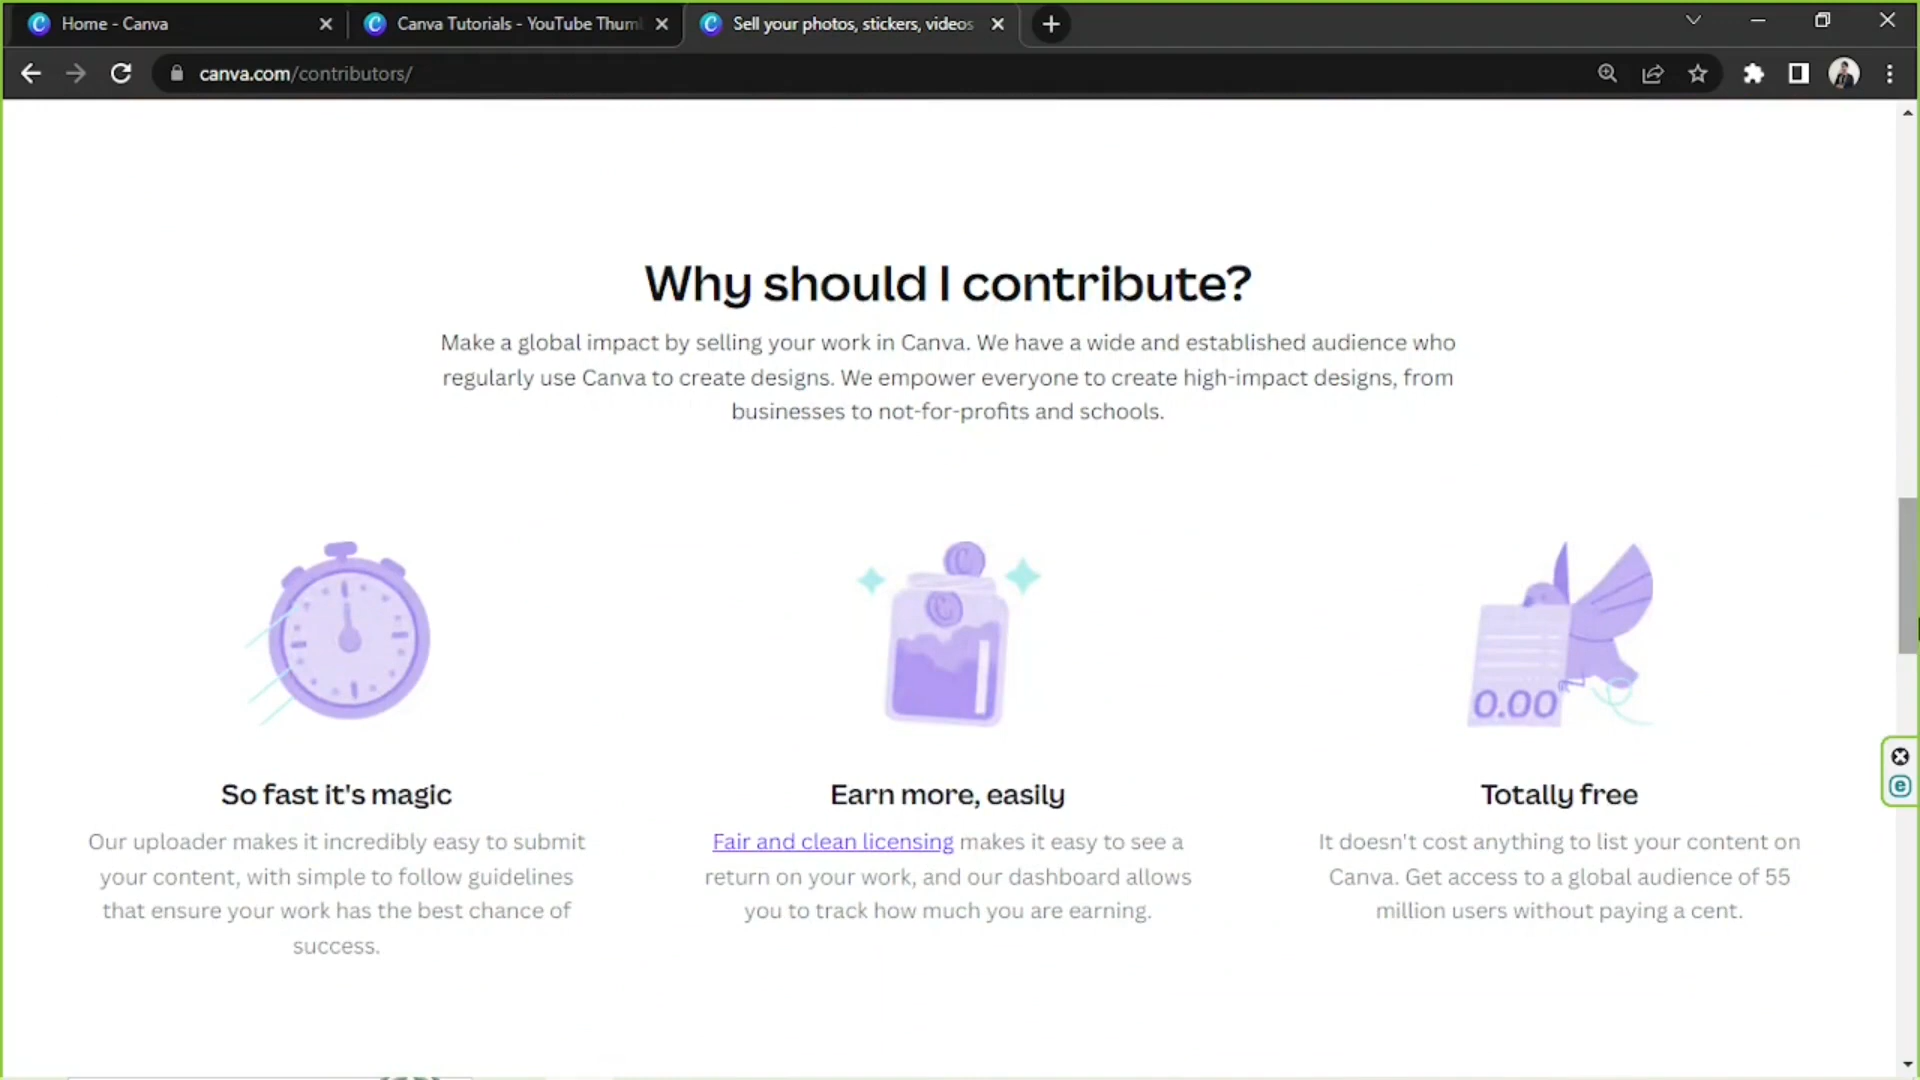 Home - Canva
Canva Tutorials - YouTube Thum
Sell your photos, stickers, videos
canva.com/contributors/
Why should I contribute?
Make a global impact by selling your work in Canva. We have a wide and established audience who
regularly use Canva to create designs. We empower everyone to create high-impact designs, from
businesses to not-for-profits and schools.
0.00
So fast it's magic
Our uploader makes it incredibly easy to submit
your content, with simple to follow guidelines
that ensure your work has the best chance of
success.
Earn more, easily
Fair and clean licensing makes it easy to see a
return on your work, and our dashboard allows
you to track how much you are earning.
Totally free
It doesn't cost anything to list your content on
Canva. Get access to a global audience of 55
million users without paying a cent.